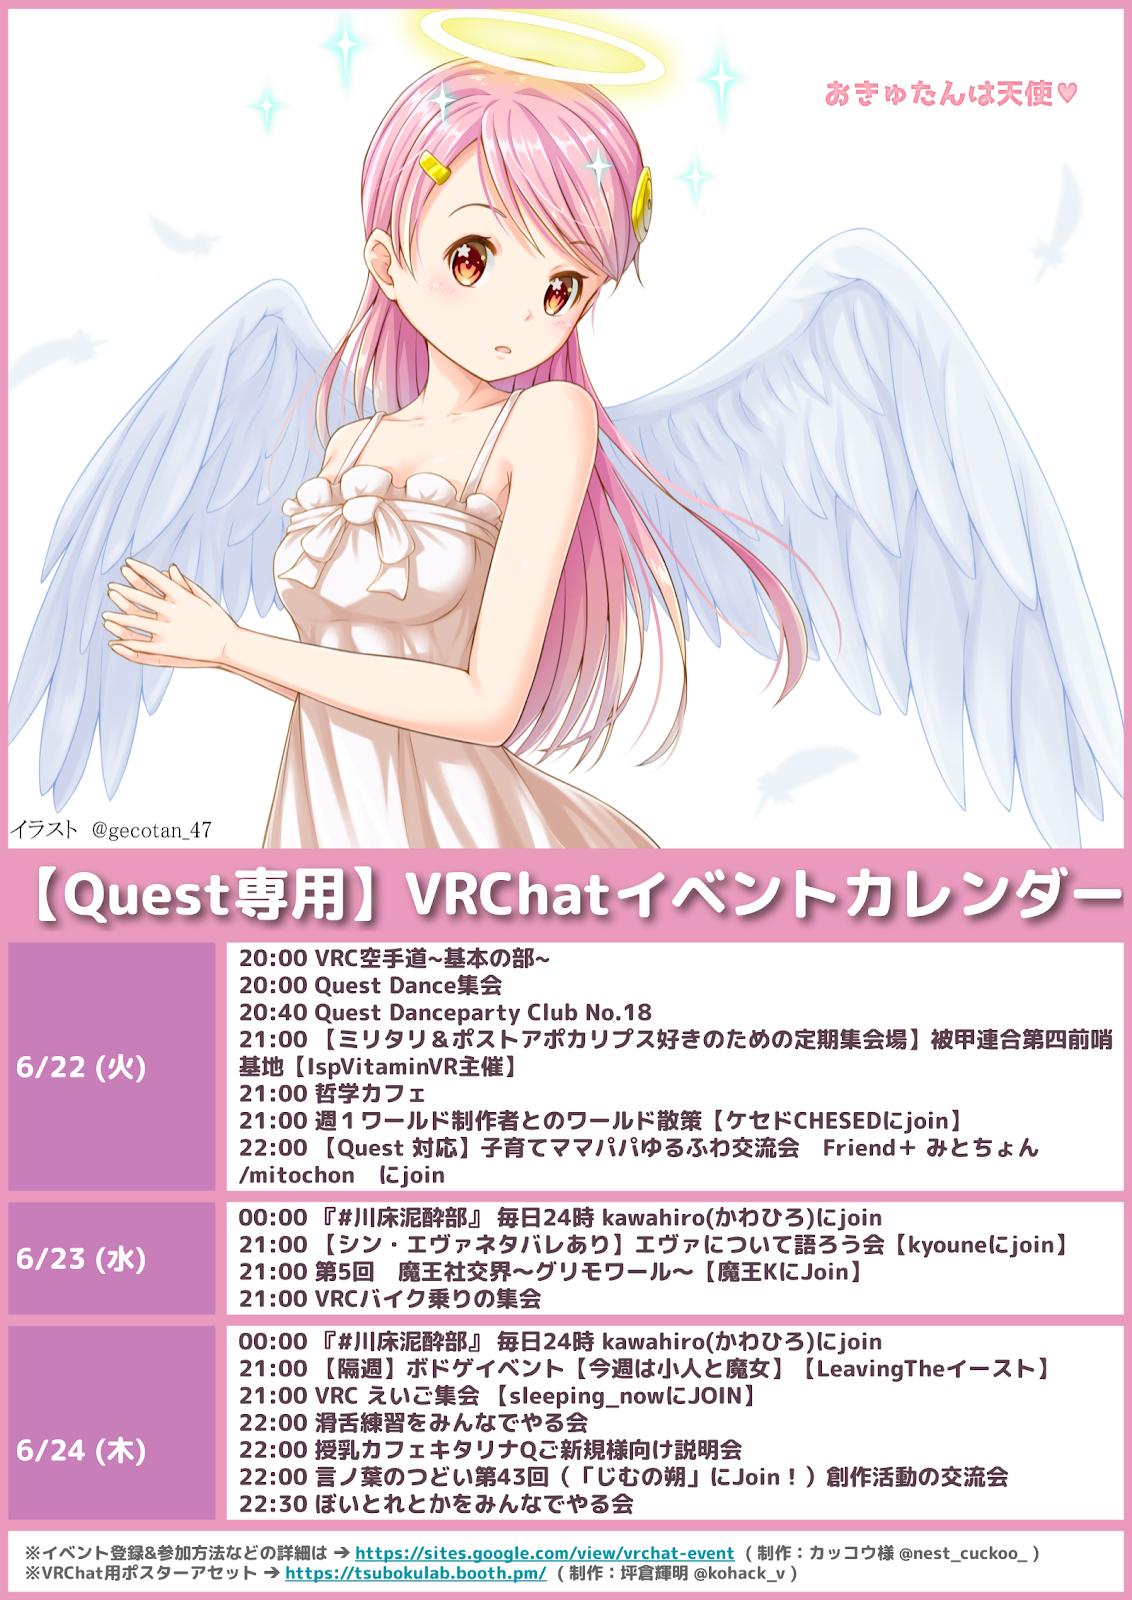 おきゅたんは天使♥
イラスト @gecotan_47
【Quest専用】VRChatイベントカレンダー
6/22 (火)
20:00 VRC空手道~基本の部~
20:00 Quest Dance集会
20:40 Quest Danceparty Club No.18
21:00 【ミリタリ＆ポストアポカリプス好きのための定期集会場】被甲連合第四前哨
基地【IspVitaminVR主催】
21:00 哲学カフェ
21:00 週１ワールド制作者とのワールド散策【ケセドCHESEDにjoin】
22:00 【Quest 対応】子育てママパパゆるふわ交流会　Friend＋ みとちょん
/mitochon　にjoin
6/23 (水)
00:00 『#川床泥酔部』 毎日24時 kawahiro(かわひろ)にjoin
21:00 【シン・エヴァネタバレあり】エヴァについて語ろう会【kyouneにjoin】
21:00 第5回　魔王社交界～グリモワール～【魔王KにJoin】
21:00 VRCバイク乗りの集会
6/24 (木)
00:00 『#川床泥酔部』 毎日24時 kawahiro(かわひろ)にjoin
21:00 【隔週】ボドゲイベント【今週は小人と魔女】【LeavingTheイースト】
21:00 VRC えいご集会 【sleeping_nowにJOIN】
22:00 滑舌練習をみんなでやる会
22:00 授乳カフェキタリナQご新規様向け説明会
22:00 言ノ葉のつどい第43回（「じむの朔」にJoin！）創作活動の交流会
22:30 ぼいとれとかをみんなでやる会
※イベント登録&参加方法などの詳細は → https://sites.google.com/view/vrchat-event ( 制作：カッコウ様 @nest_cuckoo_ )
※VRChat用ポスターアセット → https://tsubokulab.booth.pm/ ( 制作：坪倉輝明 @kohack_v )